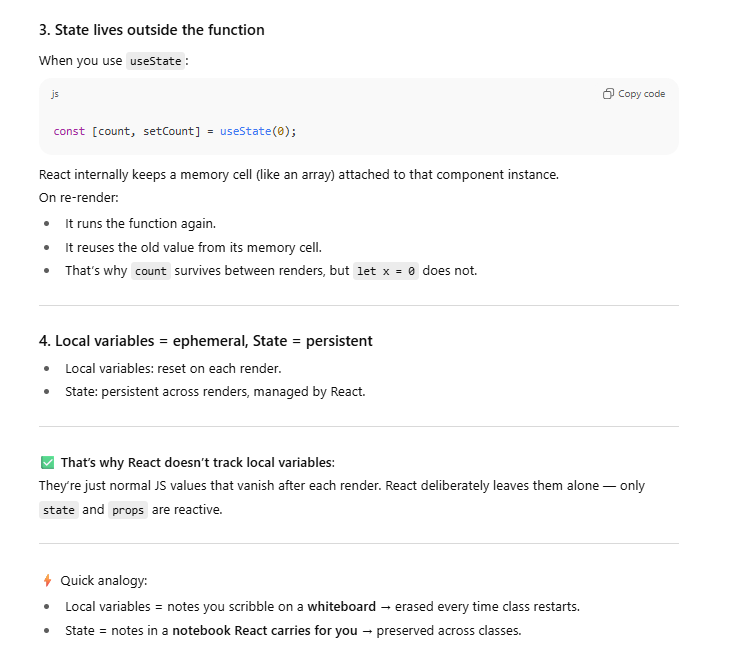 3. State lives outside the function
When you use useState:
js
Copy code
const [count, setCount] = useState(0);
React internally keeps a memory cell (like an array) attached to that component instance.
On re-render:
• It runs the function again.
• It reuses the old value from its memory cell.
• That's why count survives between renders, but let x = 0 does not.
4. Local variables = ephemeral, State = persistent
• Local variables: reset on each render.
• State: persistent across renders, managed by React.
✅ That's why React doesn't track local variables:
They're just normal JS values that vanish after each render. React deliberately leaves them alone — only
state and props are reactive.
⚡ Quick analogy:
• Local variables = notes you scribble on a whiteboard → erased every time class restarts.
• State = notes in a notebook React carries for you → preserved across classes.